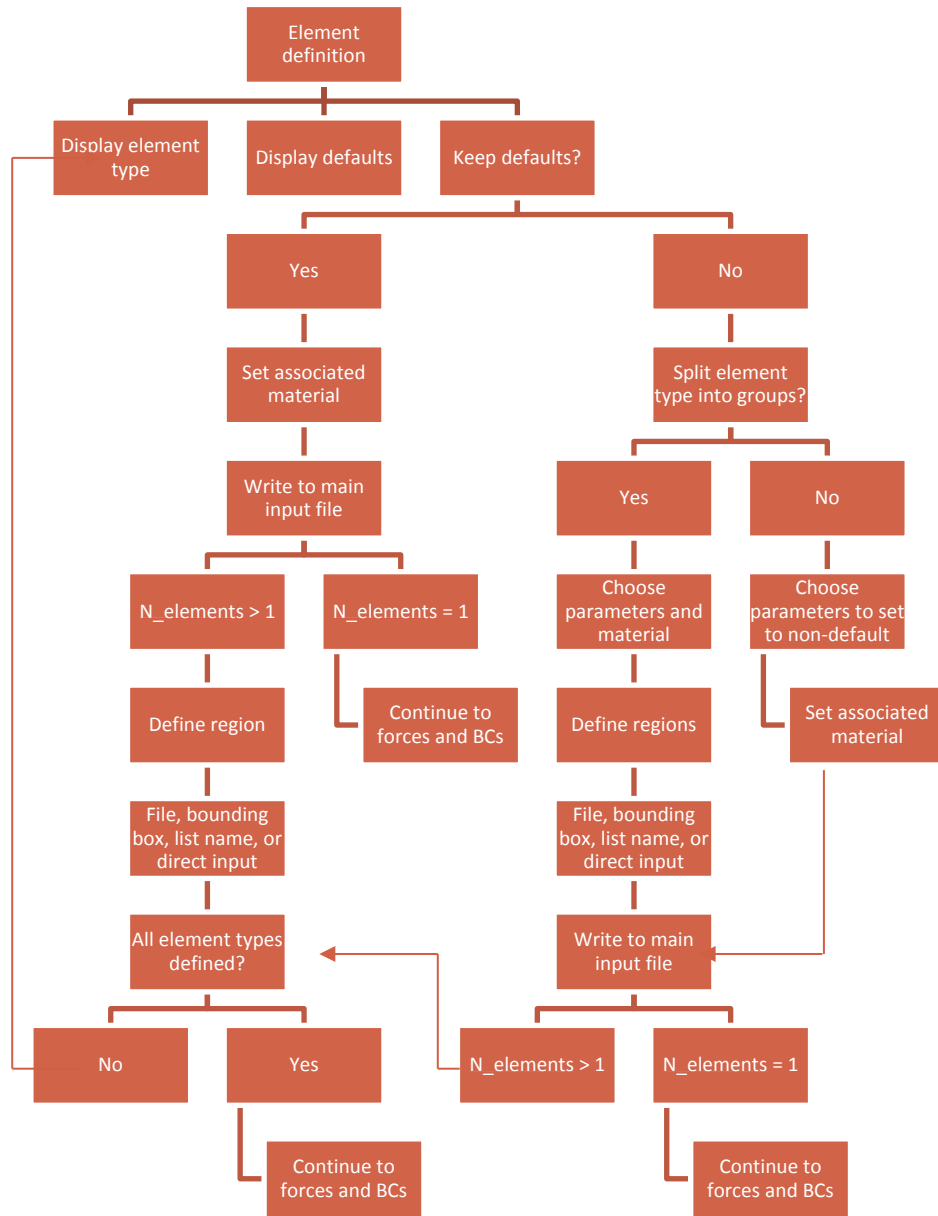 Element
definition
Display element
type
Display defaults
Keep defaults?
Yes
No
Set associated
material
Split element
type into groups?
Write to main
input file
Yes
No
N_elements > 1
N_elements = 1
Choose
parameters and
material
Choose
parameters to set
to non-default
Define region
Continue to
forces and BCs
Define regions
Set associated
material
File, bounding
box, list name, or
direct input
File, bounding
box, list name, or
direct input
All element types
defined?
Write to main
input file
No
Yes
N_elements > 1
N_elements = 1
Continue to
forces and BCs
Continue to
forces and BCs